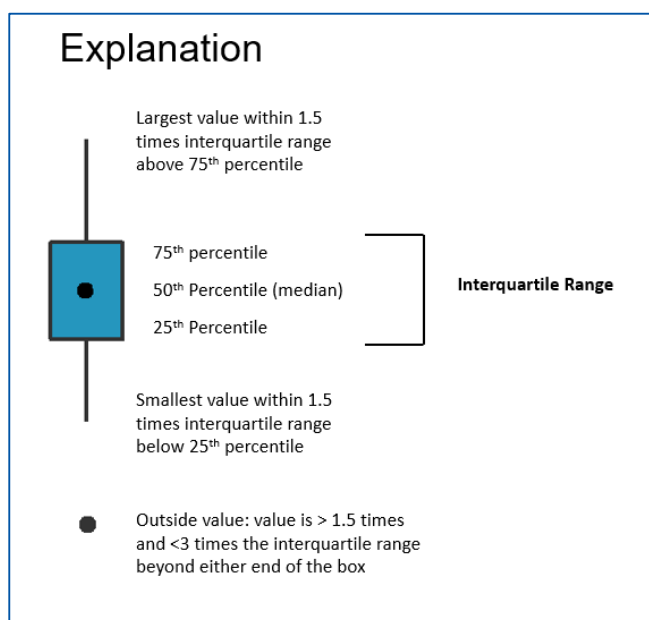 Explanation
Largest value within 1.5
times interquartile range
above 75th percentile
75th percentile
50th Percentile (median)
25th Percentile
Interquartile Range
Smallest value within 1.5
times interquartile range
below 25th percentile
Outside value: value is > 1.5 times
and <3 times the interquartile range
beyond either end of the box